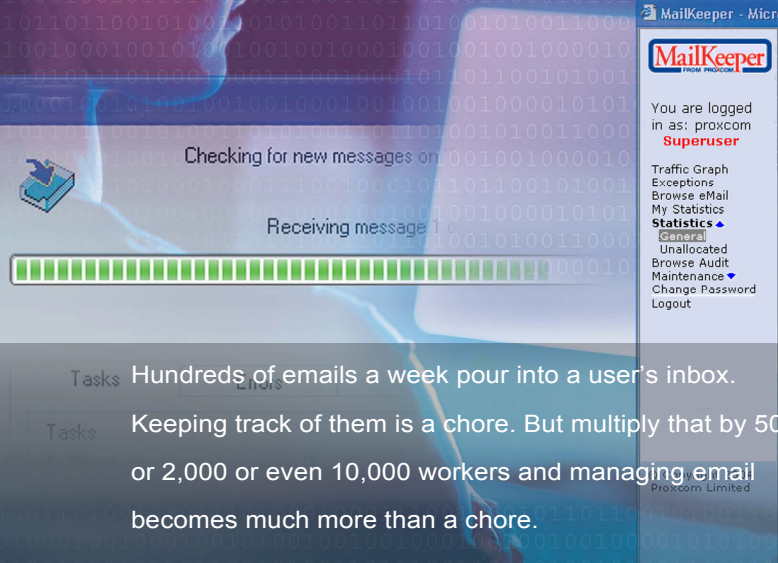 MailKeeper - Micr
MailKeeper
FROM PROXCOM
You are logged
in as: proxcom
Superuser
Traffic Graph
Exceptions
Browse eMail
My Statistics
Statistics
General
Unallocated
Browse Audit
Maintenance
Change Password
Logout
Proxcom Limited
Checking for new messages on
Receiving message 1
Tasks
Errors
Tasks
Hundreds of emails a week pour into a user's inbox.
Keeping track of them is a chore. But multiply that by 50
or 2,000 or even 10,000 workers and managing email
becomes much more than a chore.